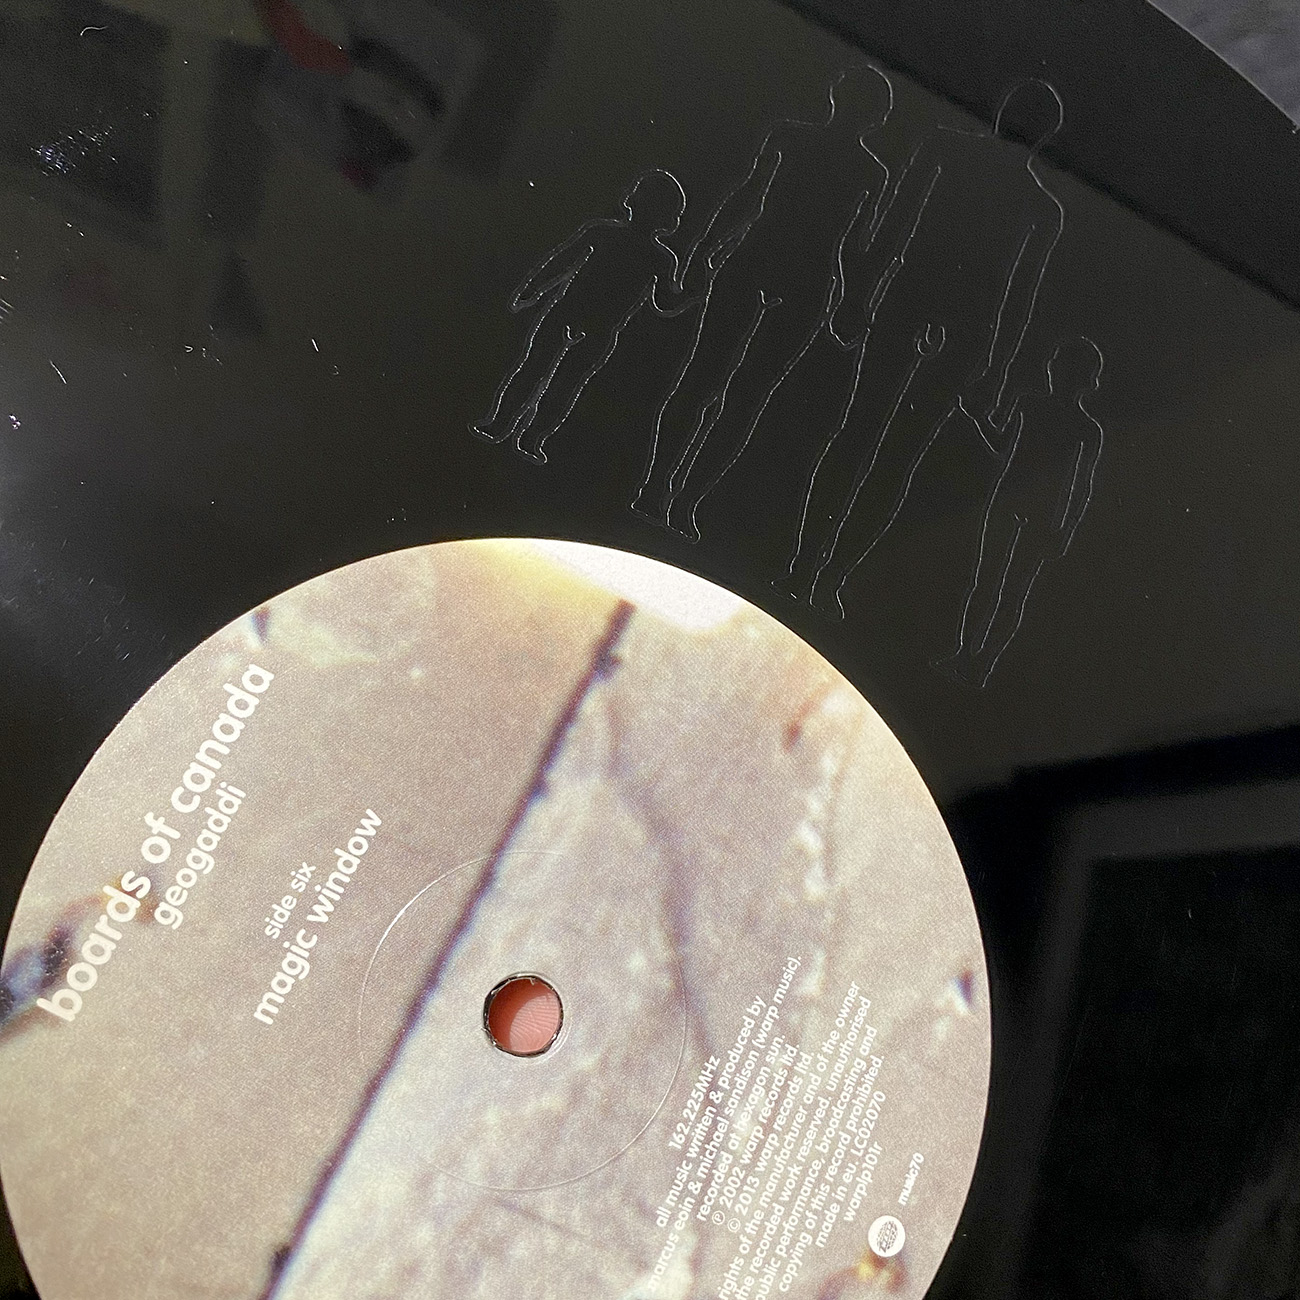 boards of canada
geogaddi
side six
magic window
162.225MHz
all music written & produced by
marcus eoin & michael sandison (warp music).
recorded at hexagon sun.
℗ 2002 warp records ltd.
© 2013 warp records ltd.
rights of the manufacturer and of the owner
the recorded work reserved, unauthorised
public performance, broadcasting and
copying of this record prohibited.
made in eu. LC02070
warplp101r
music70